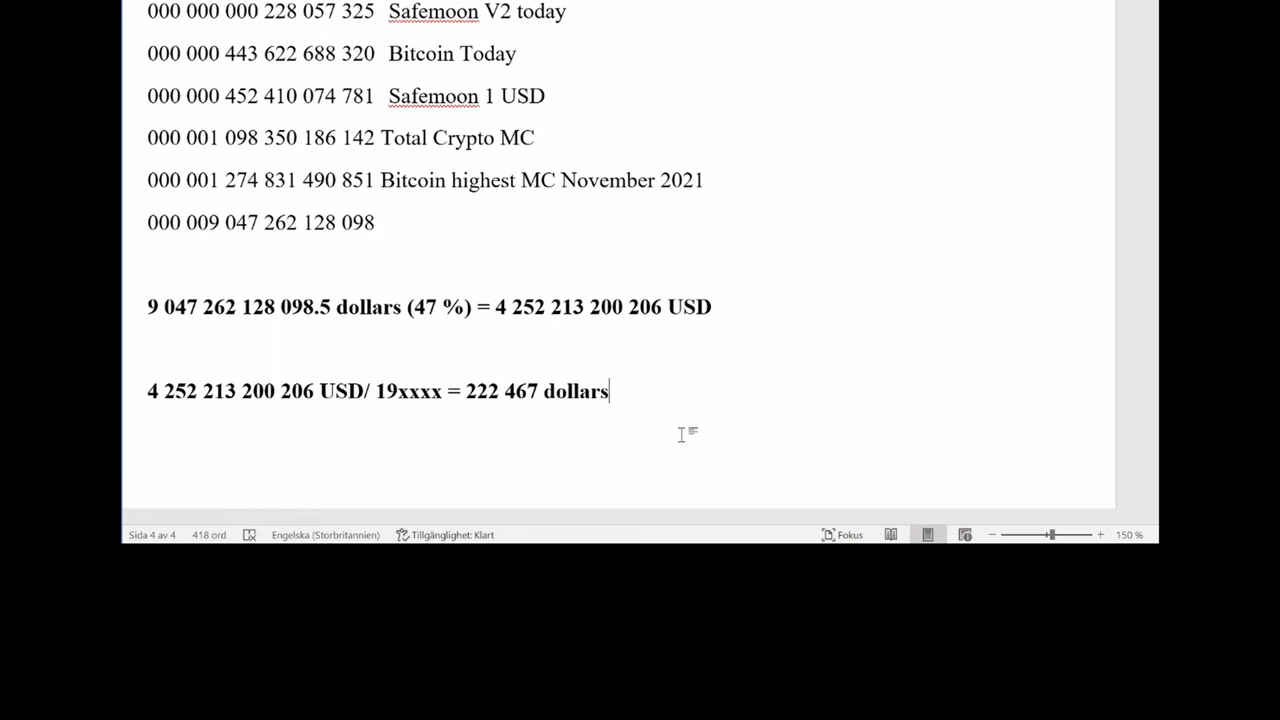 000 000 000 228 057 325 Safemoon V2 today
000 000 443 622 688 320 Bitcoin Today
000 000 452 410 074 781 Safemoon 1 USD
000 001 098 350 186 142 Total Crypto MC
000 001 274 831 490 851 Bitcoin highest MC November 2021
000 009 047 262 128 098
9 047 262 128 098.5 dollars (47 %) = 4 252 213 200 206 USD
4 252 213 200 206 USD/ 19xxxx = 222 467 dollars
Sida 4 av 4 418 ord Engelska (Storbritannien) Tillgänglighet: Klart Fokus 150 %